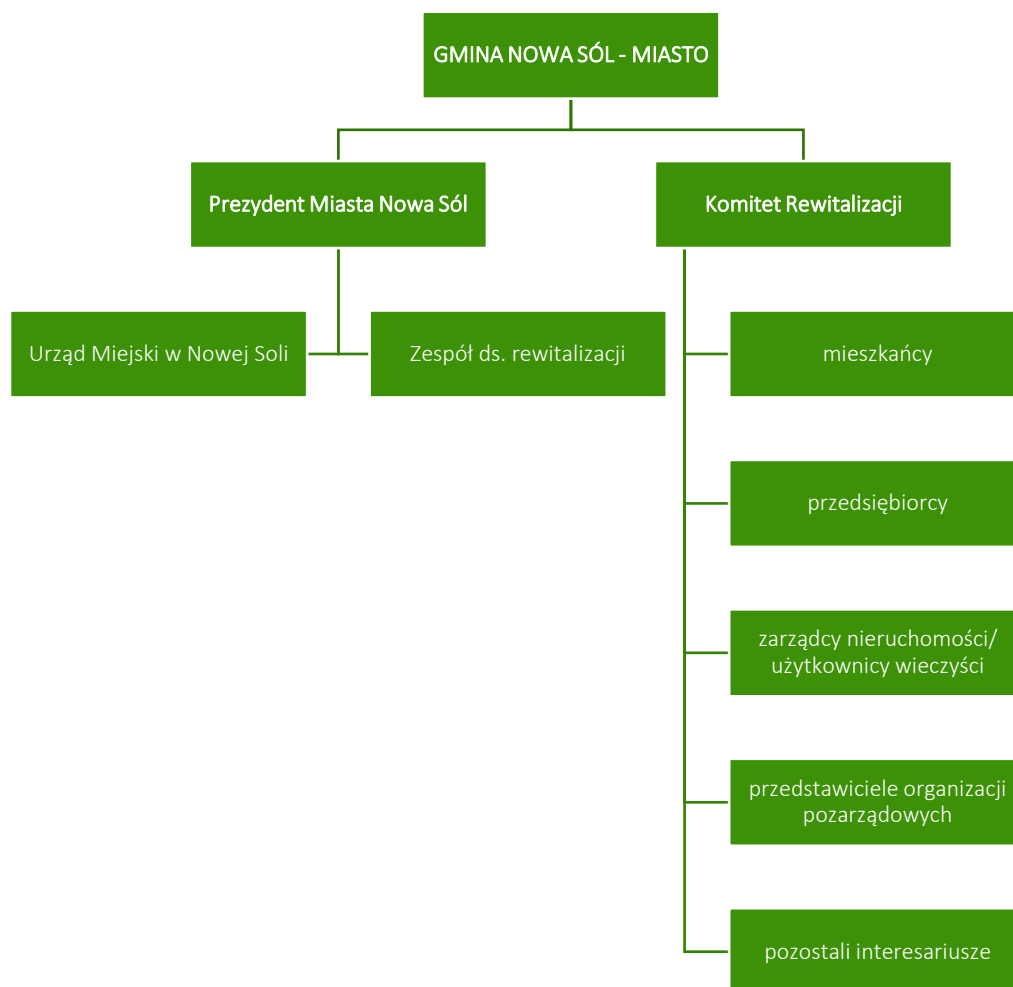 GMINA NOWA SÓL - MIASTO
Prezydent Miasta Nowa Sól
Komitet Rewitalizacji
Urząd Miejski w Nowej Soli
Zespół ds. rewitalizacji
mieszkańcy
przedsiębiorcy
zarządcy nieruchomości/
użytkownicy wieczyści
przedstawiciele organizacji
pozarządowych
pozostali interesariusze